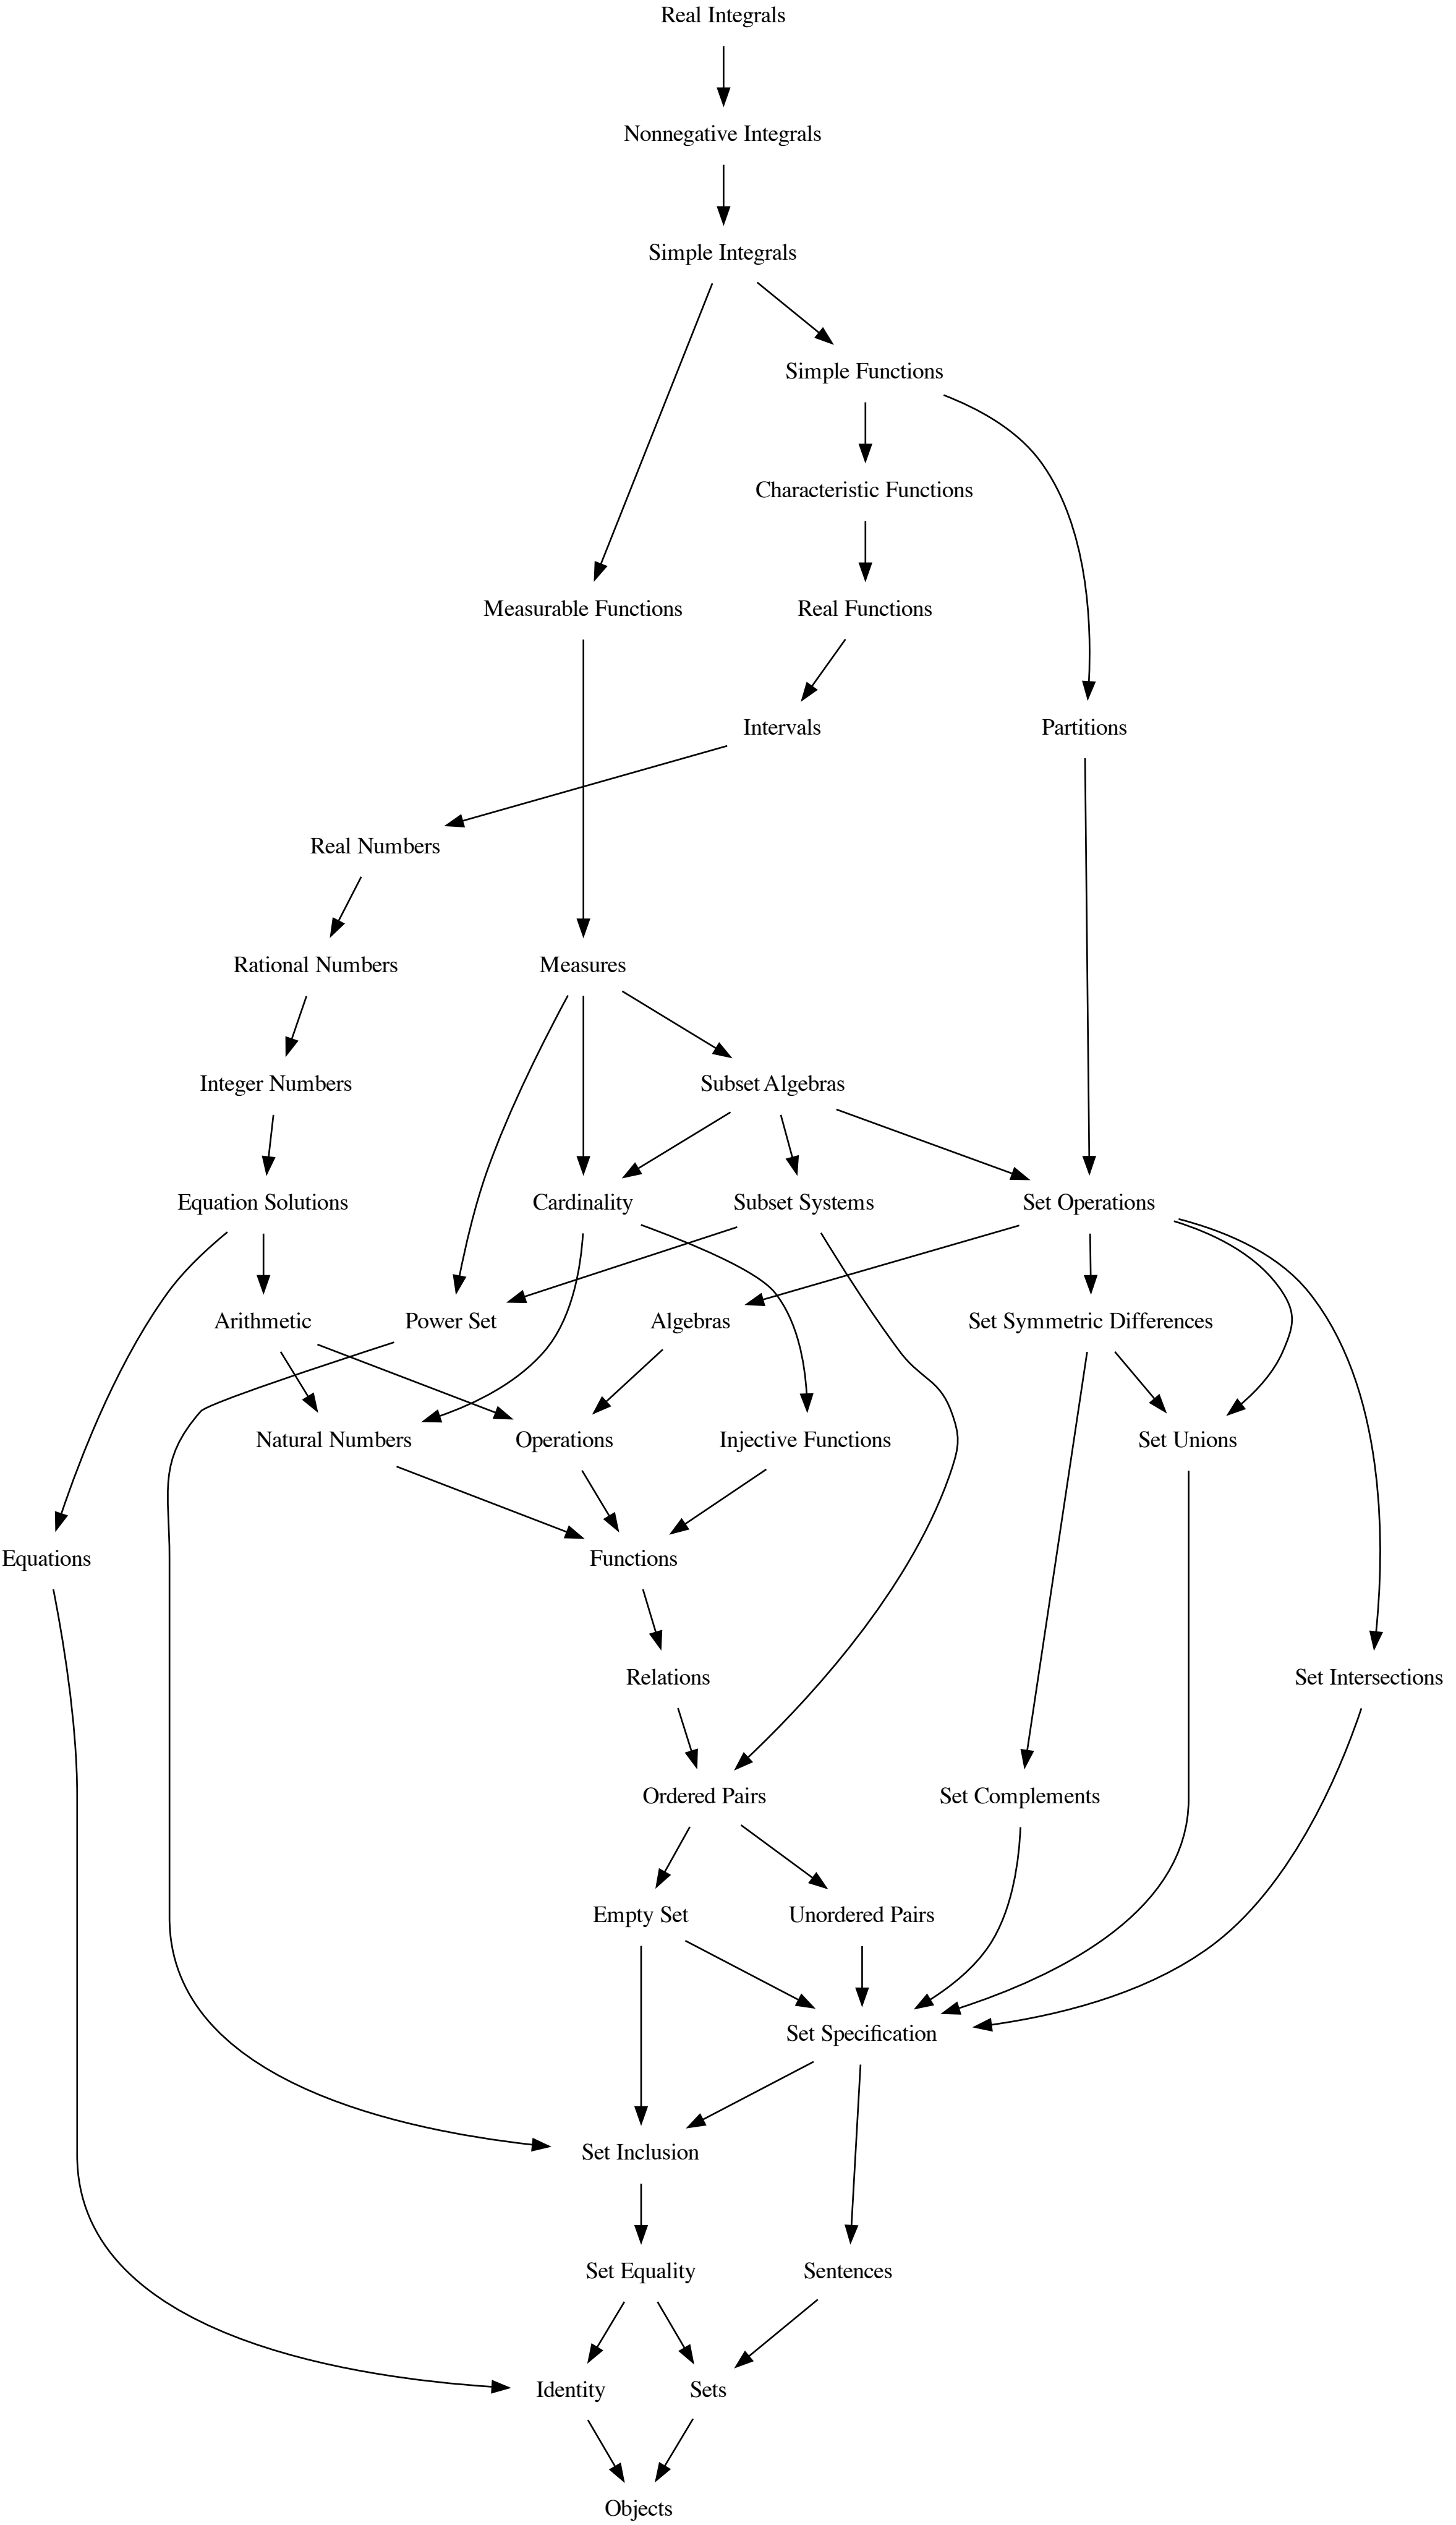 Real Integrals
Nonnegative Integrals
Simple Integrals
Simple Functions
Characteristic Functions
Measurable Functions
Real Functions
Intervals
Partitions
Real Numbers
Rational Numbers
Measures
Integer Numbers
Subset Algebras
Equation Solutions
Cardinality
Subset Systems
Set Operations
Arithmetic
Power Set
Algebras
Set Symmetric Differences
Natural Numbers
Operations
Injective Functions
Set Unions
Equations
Functions
Relations
Set Intersections
Ordered Pairs
Set Complements
Empty Set
Unordered Pairs
Set Specification
Set Inclusion
Set Equality
Sentences
Identity
Sets
Objects